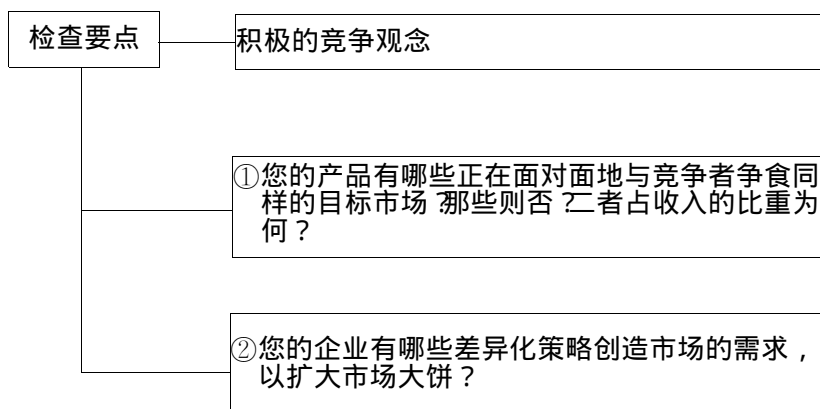 检查要点
积极的竞争观念
①您的产品有哪些正在面对面地与竞争者争食同
样的目标市场？那些则否？二者占收入的比重为
何？
②您的企业有哪些差异化策略创造市场的需求，
以扩大市场大饼？